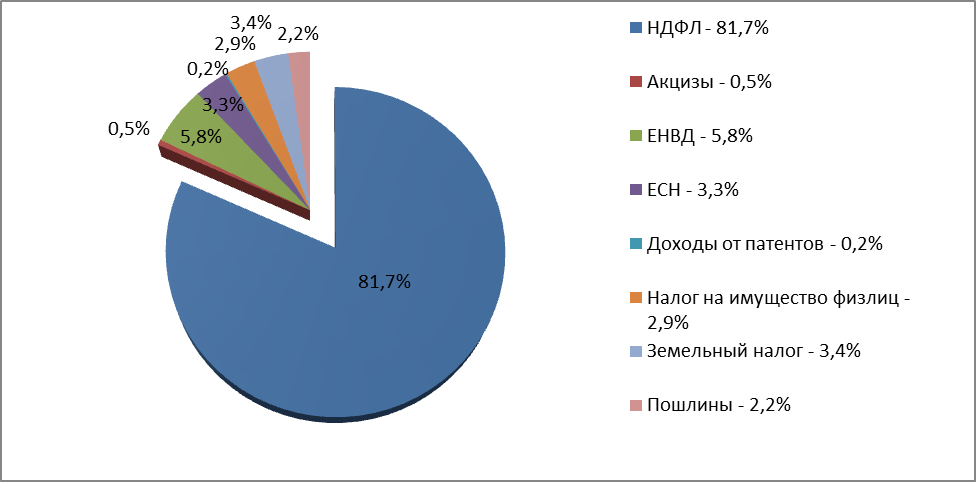 3,4%
2,2%
2,9%
0,2%
3,3%
0,5%
5,8%
81,7%
НДФЛ - 81,7%
Акцизы - 0,5%
ЕНВД - 5,8%
ЕСН - 3,3%
Доходы от патентов - 0,2%
Налог на имущество физлиц -
2,9%
Земельный налог - 3,4%
Пошлины - 2,2%